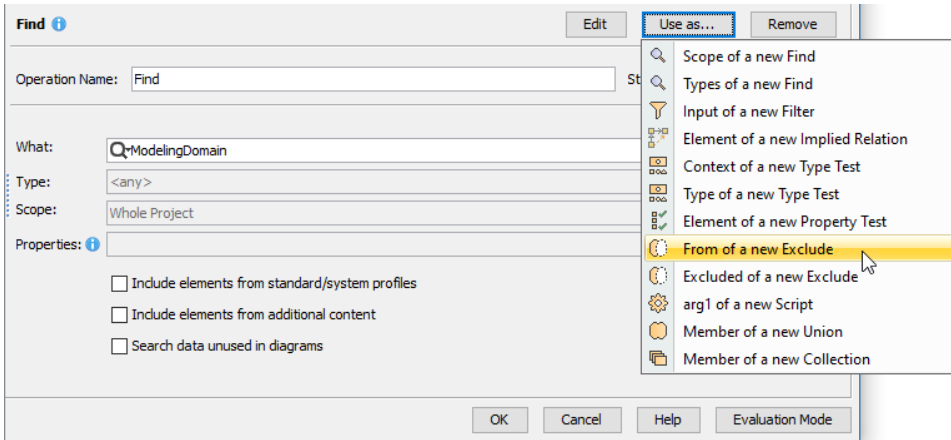 Find
Edit
Use as...
Remove
Operation Name:
Find
St
Scope of a new Find
Types of a new Find
Input of a new Filter
Element of a new Implied Relation
Context of a new Type Test
Type of a new Type Test
Element of a new Property Test
From of a new Exclude
Excluded of a new Exclude
arg1 of a new Script
Member of a new Union
Member of a new Collection
What:
ModelingDomain
Type:
<any>
Scope:
Whole Project
Properties:
Include elements from standard/system profiles
Include elements from additional content
Search data unused in diagrams
OK
Cancel
Help
Evaluation Mode